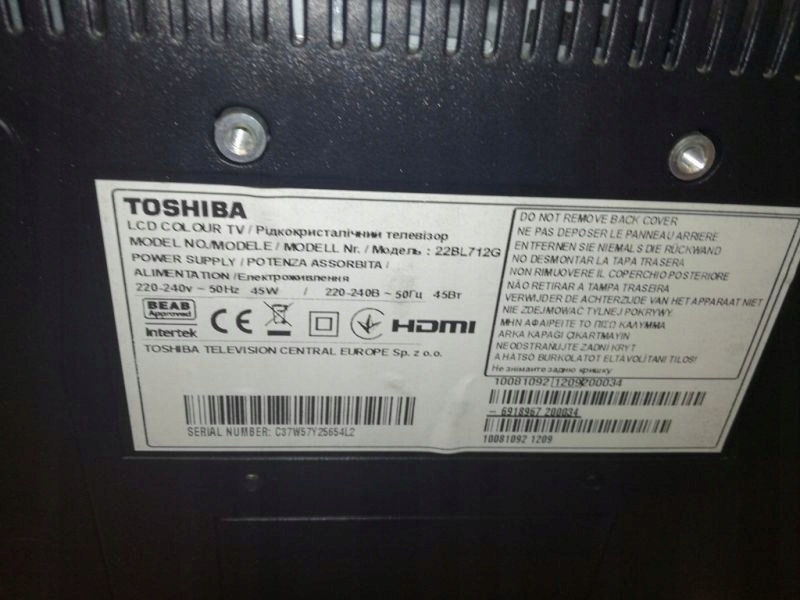 TOSHIBA
LCD COLOUR TV / Рідкокристалічний телевізор
MODEL NO./MODELE / MODELL Nr. / Модель : 22BL712G
POWER SUPPLY / POTENZA ASSORBITA /
ALIMENTATION / Електроживлення
220-240v ~ 50Hz 45W / 220-240В ~ 50Гц 45Вт
BEAB
Approved
Intertek
CE
HDMI
TOSHIBA TELEVISION CENTRAL EUROPE Sp. z o.o.
SERIAL NUMBER: C37W57Y25654L2
DO NOT REMOVE BACK COVER
NE PAS DEPOSER LE PANNEAU ARRIERE
ENTFERNEN SIE NIEMALS DIE RÜCKWAND
NO DESMONTAR LA TAPA TRASERA
NON RIMUOVERE IL COPERCHIO POSTERIORE
NÃO RETIRAR A TAMPA TRASEIRA
VERWIJDER DE ACHTERZIJDE VAN HET APPARAAT NIET
NIE ZDEJMOWAĆ TYLNEJ POKRYWY.
ΜΗΝ ΑΦΑΙΡΕΙΤΕ ΤΟ ΠΙΣΩ ΚΑΛΥΜΜΑ
ARKA KAPAGI ÇIKARTMAYIN
NEODSTRAŇUJTE ZADNÍ KRYT
A HÁTSÓ BURKOLATOT ELTÁVOLÍTANI TILOS!
Не знімайте задню кришку
10081092 1209 200034
6918967 200034
10081092 1209